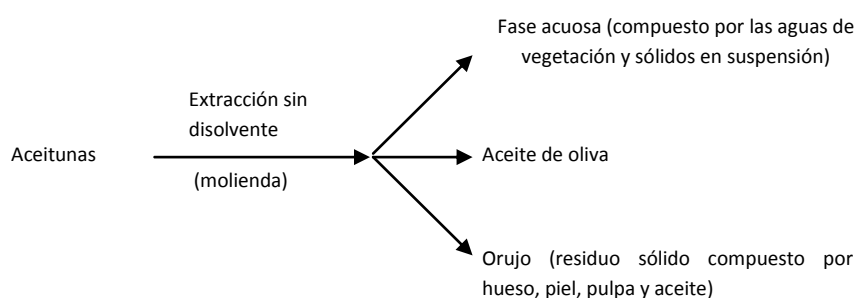 Fase acuosa (compuesto por las aguas de
vegetación y sólidos en suspensión)
Extracción sin
disolvente
Aceitunas
(molienda)
Aceite de oliva
Orujo (residuo sólido compuesto por
hueso, piel, pulpa y aceite)